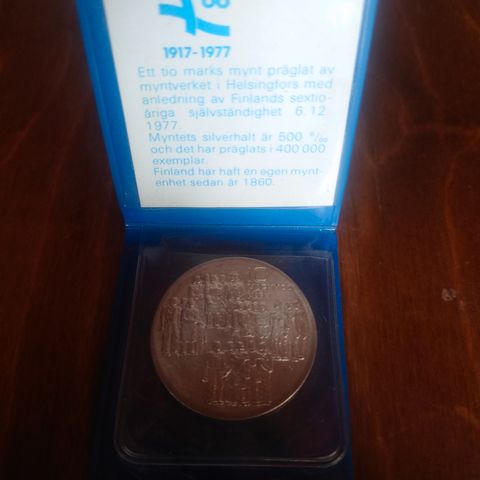 1917-1977
Ett tio marks mynt präglat av
myntverket i Helsingfors med
anledning av Finlands sextio-
åriga självständighet 6.12.
1977.
Myntets silverhalt är 500 ⁰/₀₀
och det har präglats i 400 000
exemplar.
Finland har haft en egen mynt-
enhet sedan år 1860.